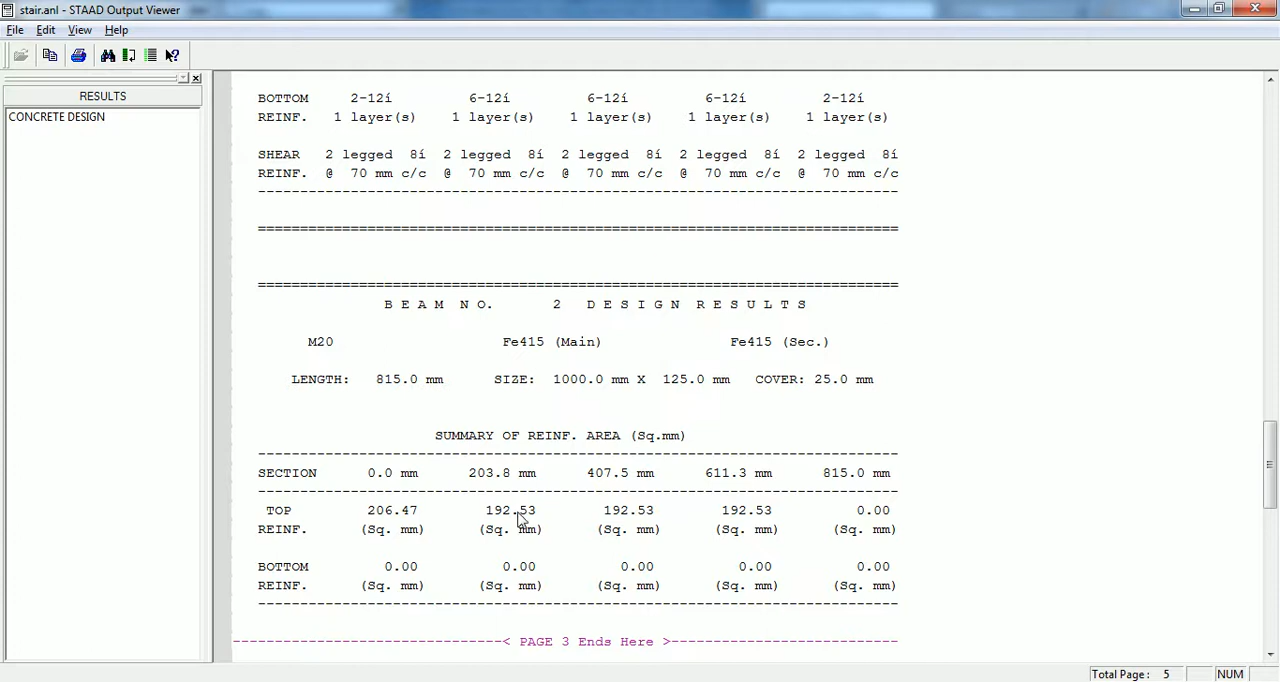 stair.anl - STAAD Output Viewer
File Edit View Help
RESULTS
CONCRETE DESIGN
BOTTOM 2-12í 6-12í 6-12í 6-12í 2-12í
REINF. 1 layer(s) 1 layer(s) 1 layer(s) 1 layer(s) 1 layer(s)
SHEAR 2 legged 8í 2 legged 8í 2 legged 8í 2 legged 8í 2 legged 8í
REINF. @ 70 mm c/c @ 70 mm c/c @ 70 mm c/c @ 70 mm c/c @ 70 mm c/c
---------------------------------------------------------------------------
===========================================================================
===========================================================================
B E A M N O. 2 D E S I G N R E S U L T S
M20 Fe415 (Main) Fe415 (Sec.)
LENGTH: 815.0 mm SIZE: 1000.0 mm X 125.0 mm COVER: 25.0 mm
SUMMARY OF REINF. AREA (Sq.mm)
---------------------------------------------------------------------------
SECTION 0.0 mm 203.8 mm 407.5 mm 611.3 mm 815.0 mm
---------------------------------------------------------------------------
TOP 206.47 192.53 192.53 192.53 0.00
REINF. (Sq. mm) (Sq. mm) (Sq. mm) (Sq. mm) (Sq. mm)
BOTTOM 0.00 0.00 0.00 0.00 0.00
REINF. (Sq. mm) (Sq. mm) (Sq. mm) (Sq. mm) (Sq. mm)
---------------------------------------------------------------------------
--------------------------------< PAGE 3 Ends Here >---------------------------
Total Page: 5 NUM